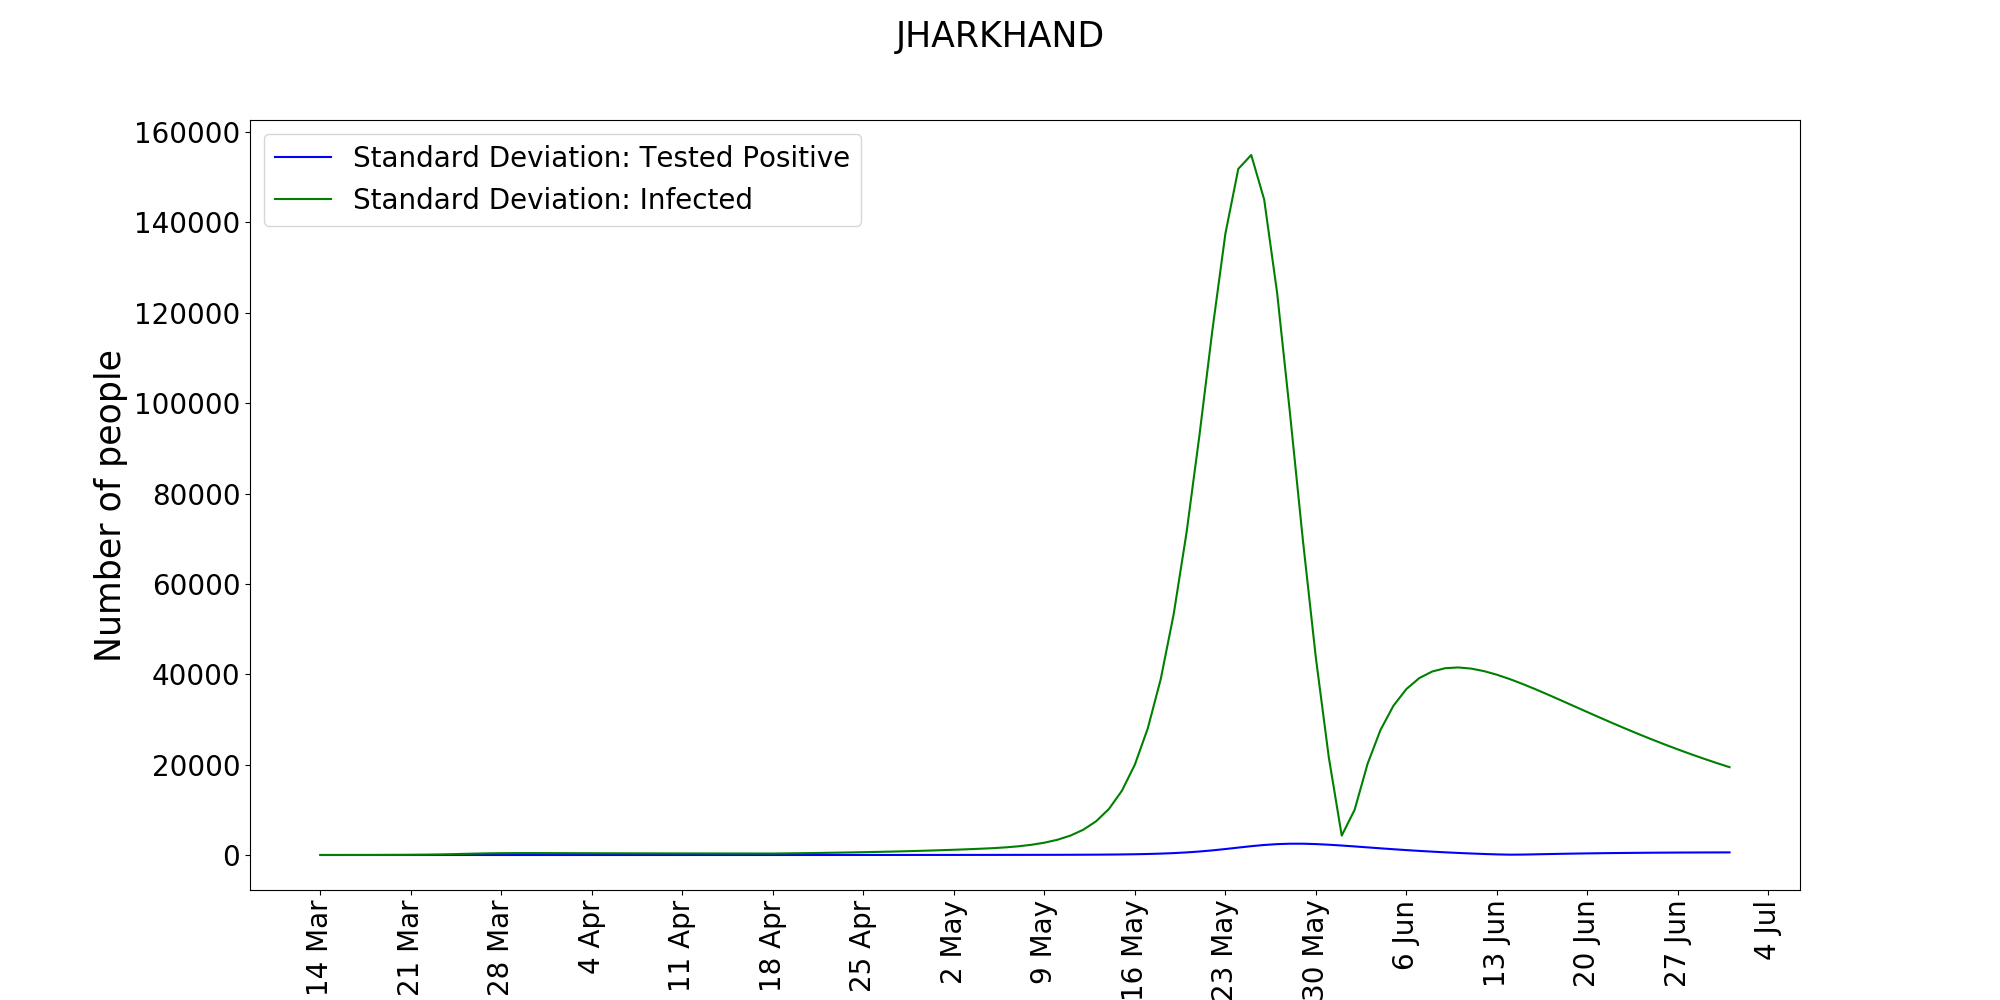 JHARKHAND
160000
140000
120000
100000
80000
60000
40000
20000
0
Number of people
Standard Deviation: Tested Positive
Standard Deviation: Infected
14 Mar
21 Mar
28 Mar
4 Apr
11 Apr
18 Apr
25 Apr
2 May
9 May
16 May
23 May
30 May
6 Jun
13 Jun
20 Jun
27 Jun
4 Jul